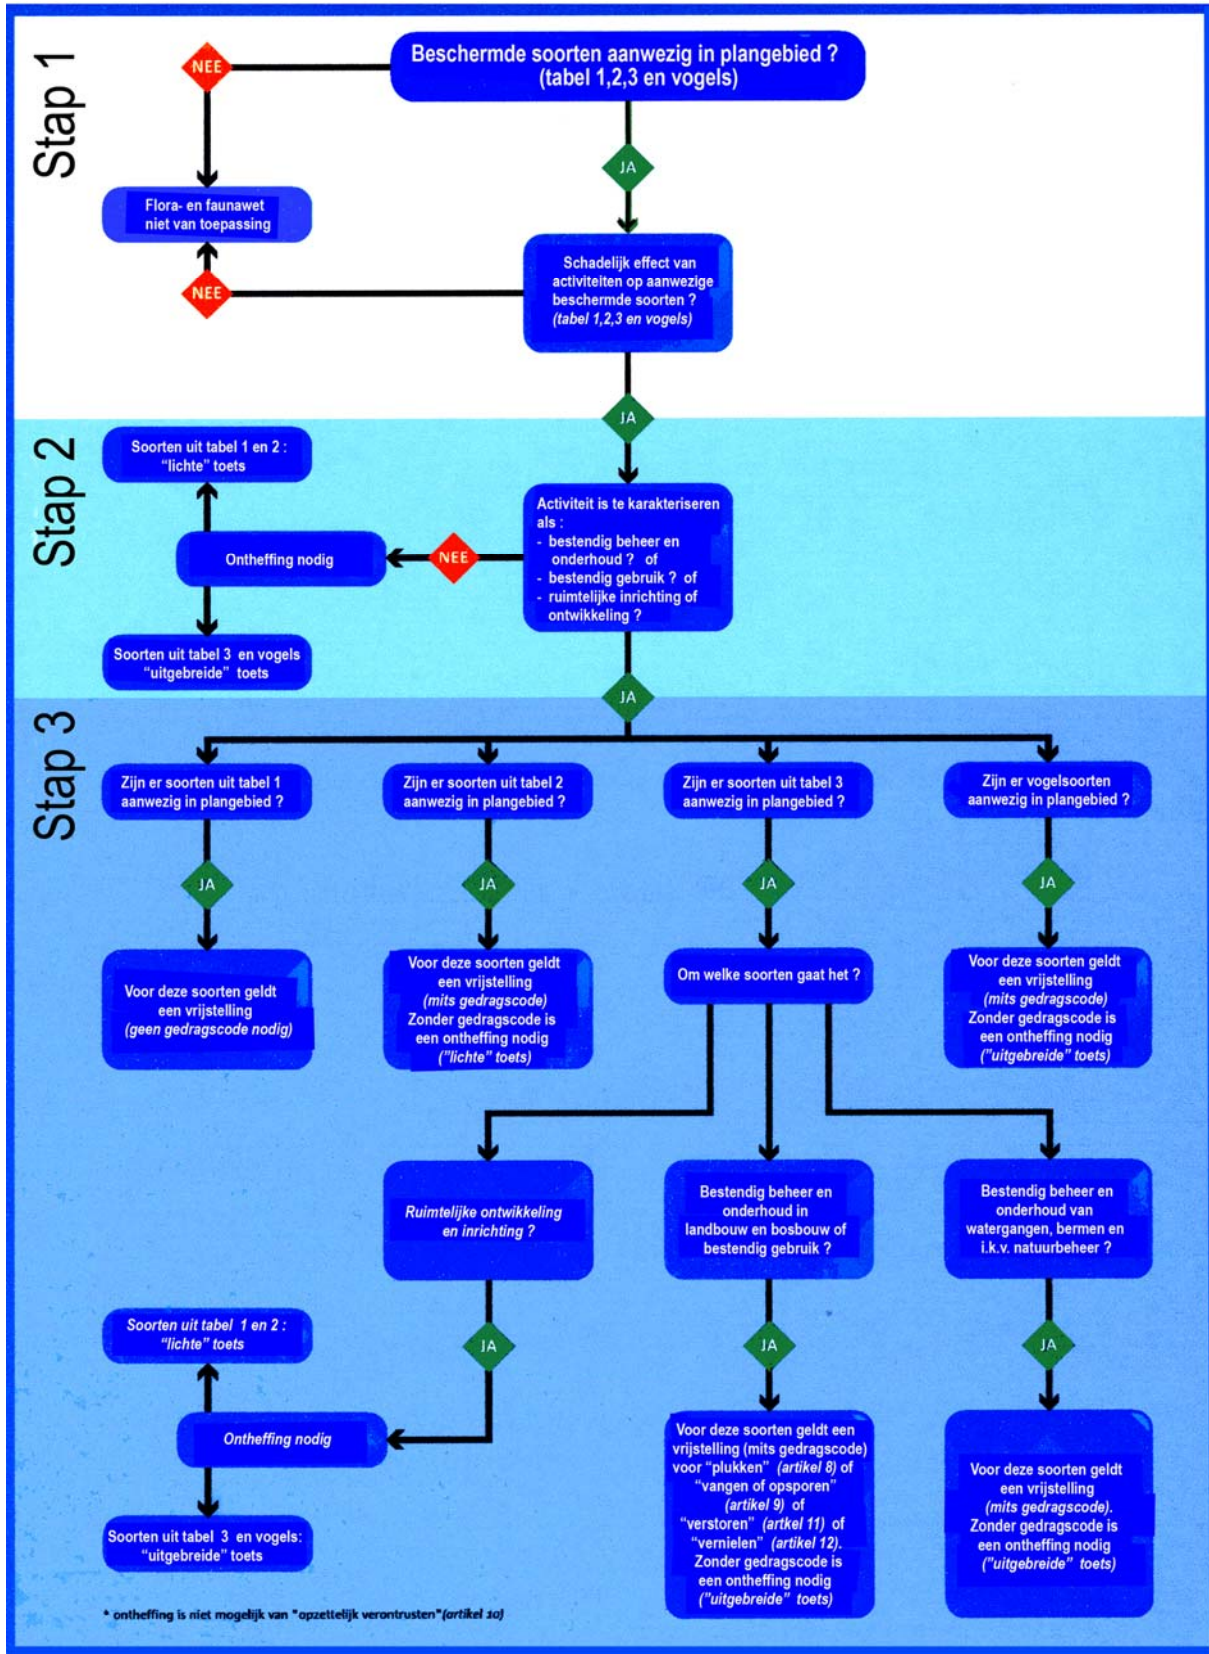 Stap 1
Beschermde soorten aanwezig in plangebied ?
(tabel 1,2,3 en vogels)
NEE
JA
Flora- en faunawet
niet van toepassing
Schadelijk effect van
activiteiten op aanwezige
beschermde soorten ?
(tabel 1,2,3 en vogels)
NEE
JA
Stap 2
Soorten uit tabel 1 en 2 :
“lichte” toets
Activiteit is te karakteriseren
als :
- bestendig beheer en
onderhoud ? of
- bestendig gebruik ? of
- ruimtelijke inrichting of
ontwikkeling ?
NEE
Ontheffing nodig
Soorten uit tabel 3 en vogels
“uitgebreide” toets
JA
Stap 3
Zijn er soorten uit tabel 1
aanwezig in plangebied ?
Zijn er soorten uit tabel 2
aanwezig in plangebied ?
Zijn er soorten uit tabel 3
aanwezig in plangebied ?
Zijn er vogelsoorten
aanwezig in plangebied ?
JA
JA
JA
JA
Voor deze soorten geldt
een vrijstelling
(geen gedragscode nodig)
Voor deze soorten geldt
een vrijstelling
(mits gedragscode)
Zonder gedragscode is
een ontheffing nodig
("lichte” toets)
Om welke soorten gaat het ?
Voor deze soorten geldt
een vrijstelling
(mits gedragscode)
Zonder gedragscode is
een ontheffing nodig
("uitgebreide” toets)
Ruimtelijke ontwikkeling
en inrichting ?
Bestendig beheer en
onderhoud in
landbouw en bosbouw of
bestendig gebruik ?
Bestendig beheer en
onderhoud van
watergangen, bermen en
i.k.v. natuurbeheer ?
JA
JA
JA
Soorten uit tabel 1 en 2 :
“lichte” toets
Ontheffing nodig
Soorten uit tabel 3 en vogels:
“uitgebreide” toets
Voor deze soorten geldt een
vrijstelling (mits gedragscode)
voor “plukken” (artikel 8) of
“vangen of opsporen”
(artikel 9) of
“verstoren” (artkel 11) of
“vernielen” (artikel 12).
Zonder gedragscode is
een ontheffing nodig
("uitgebreide” toets)
Voor deze soorten geldt
een vrijstelling
(mits gedragscode).
Zonder gedragscode is
een ontheffing nodig
("uitgebreide” toets)
* ontheffing is niet mogelijk van "opzettelijk verontrusten" (artikel 10)